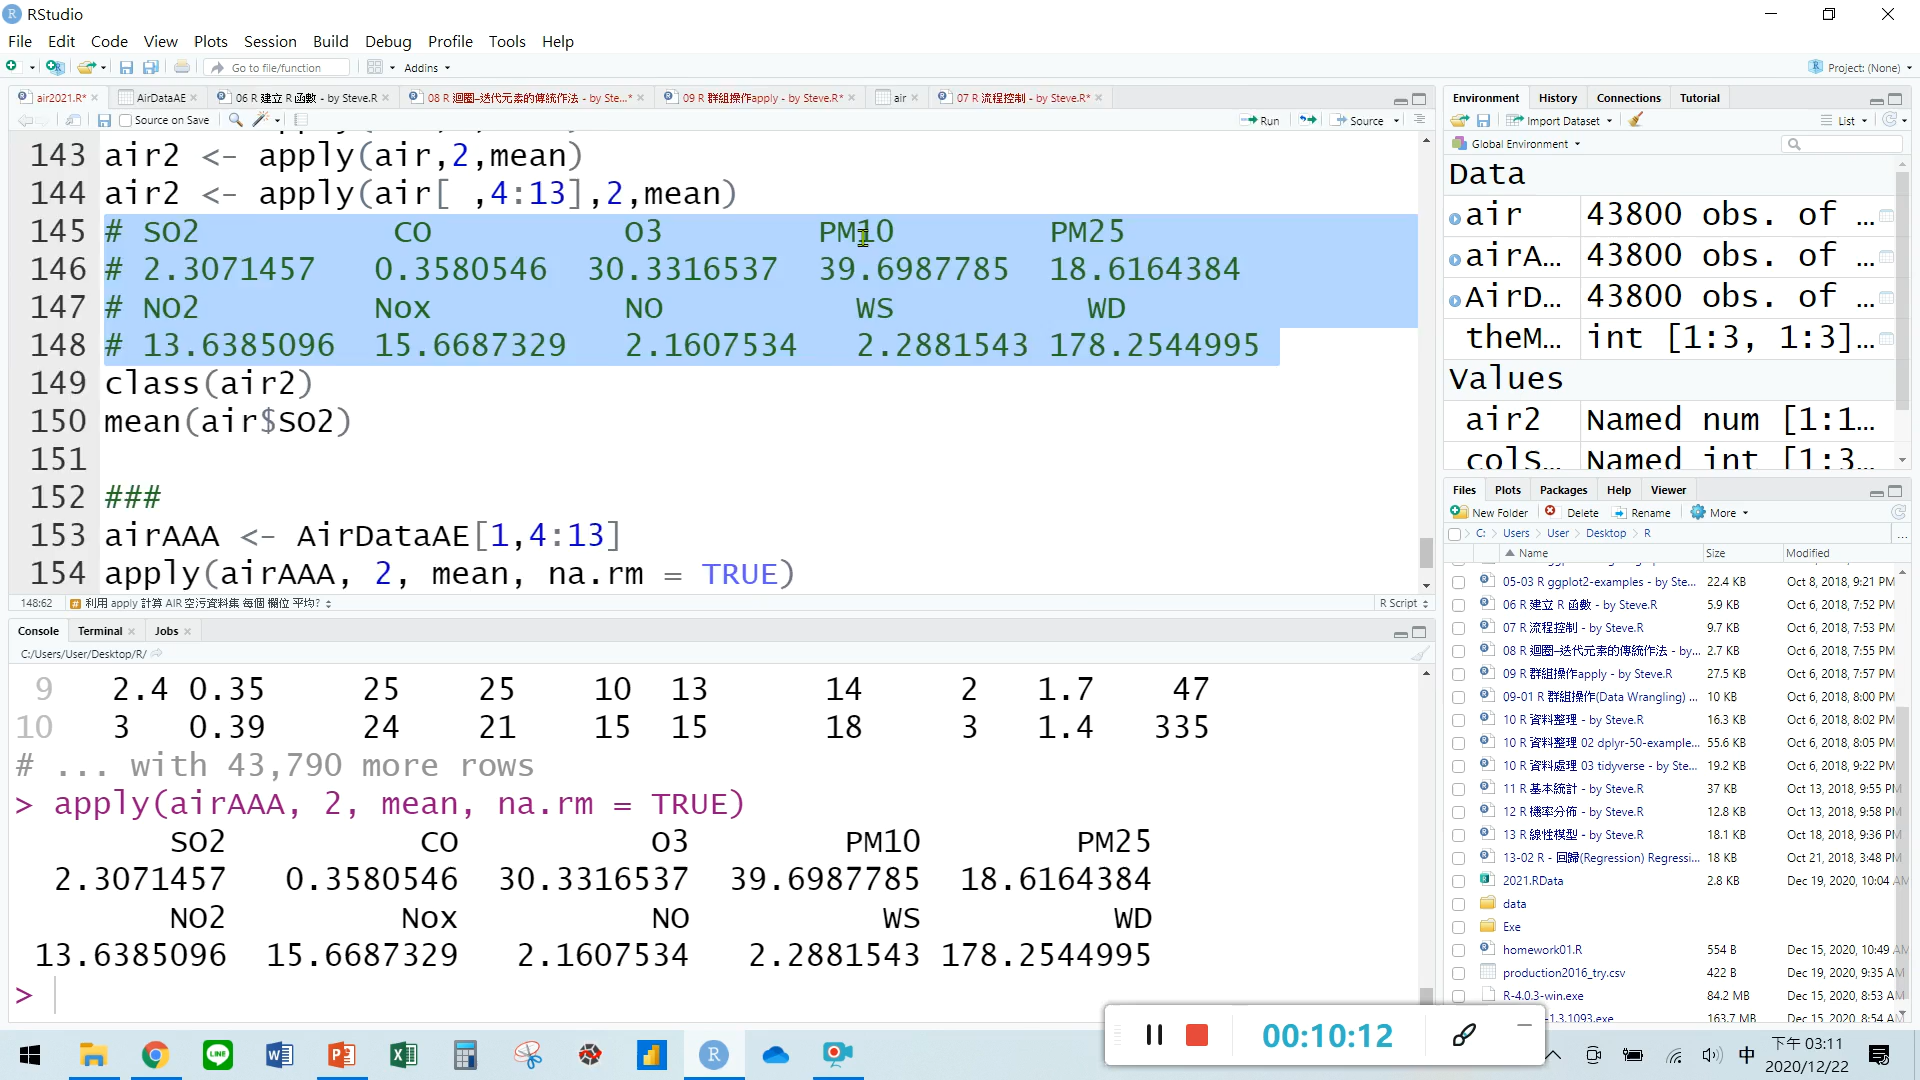 RStudio
File Edit Code View Plots Session Build Debug Profile Tools Help
Go to file/function Addins Project: (None)
air2021.R* AirDataAE 06 R 建立 R 函數 - by Steve.R 08 R 迴圈–迭代元素的傳統作法 - by Ste...* 09 R 群組操作apply - by Steve.R* air 07 R 流程控制 - by Steve.R*
Source on Save Run Source
143 air2 <- apply(air,2,mean)
144 air2 <- apply(air[ ,4:13],2,mean)
145 # SO2 CO O3 PM10 PM25
146 # 2.3071457 0.3580546 30.3316537 39.6987785 18.6164384
147 # NO2 Nox NO WS WD
148 # 13.6385096 15.6687329 2.1607534 2.2881543 178.2544995
149 class(air2)
150 mean(air$SO2)
151
152 ###
153 airAAA <- AirDataAE[1,4:13]
154 apply(airAAA, 2, mean, na.rm = TRUE)
148:62 利用 apply 計算 AIR 空污資料集 每個 欄位 平均? R Script
Console Terminal Jobs
C:/Users/User/Desktop/R/
9 2.4 0.35 25 25 10 13 14 2 1.7 47
10 3 0.39 24 21 15 15 18 3 1.4 335
# ... with 43,790 more rows
> apply(airAAA, 2, mean, na.rm = TRUE)
SO2 CO O3 PM10 PM25
2.3071457 0.3580546 30.3316537 39.6987785 18.6164384
NO2 Nox NO WS WD
13.6385096 15.6687329 2.1607534 2.2881543 178.2544995
>
Environment History Connections Tutorial
Import Dataset List
Global Environment
Data
air 43800 obs. of ...
airA... 43800 obs. of ...
AirD... 43800 obs. of ...
theM... int [1:3, 1:3]...
Values
air2 Named num [1:1...
colS... Named int [1:3...
Files Plots Packages Help Viewer
New Folder Delete Rename More
C: Users User Desktop R ...
Name Size Modified
05-03 R ggplot2-examples - by Ste... 22.4 KB Oct 8, 2018, 9:21 PM
06 R 建立 R 函數 - by Steve.R 5.9 KB Oct 6, 2018, 7:52 PM
07 R 流程控制 - by Steve.R 9.7 KB Oct 6, 2018, 7:53 PM
08 R 迴圈–迭代元素的傳統作法 - by... 2.7 KB Oct 6, 2018, 7:55 PM
09 R 群組操作apply - by Steve.R 27.5 KB Oct 6, 2018, 7:57 PM
09-01 R 群組操作(Data Wrangling) ... 10 KB Oct 6, 2018, 8:00 PM
10 R 資料整理 - by Steve.R 16.3 KB Oct 6, 2018, 8:02 PM
10 R 資料整理 02 dplyr-50-example... 55.6 KB Oct 6, 2018, 8:05 PM
10 R 資料處理 03 tidyverse - by Ste... 19.2 KB Oct 6, 2018, 9:22 PM
11 R 基本統計 - by Steve.R 37 KB Oct 13, 2018, 9:55 PM
12 R 機率分佈 - by Steve.R 12.8 KB Oct 13, 2018, 9:58 PM
13 R 線性模型 - by Steve.R 18.1 KB Oct 18, 2018, 9:36 PM
13-02 R - 回歸(Regression) Regressi... 18 KB Oct 21, 2018, 3:48 PM
2021.RData 2.8 KB Dec 19, 2020, 10:04 AM
data
Exe
homework01.R 554 B Dec 15, 2020, 10:49 AM
production2016_try.csv 422 B Dec 19, 2020, 9:35 AM
R-4.0.3-win.exe 84.2 MB Dec 15, 2020, 8:53 AM
-1.3.1093.exe 163.7 MB Dec 15, 2020, 8:54 AM
00:10:12
中 下午 03:11
2020/12/22